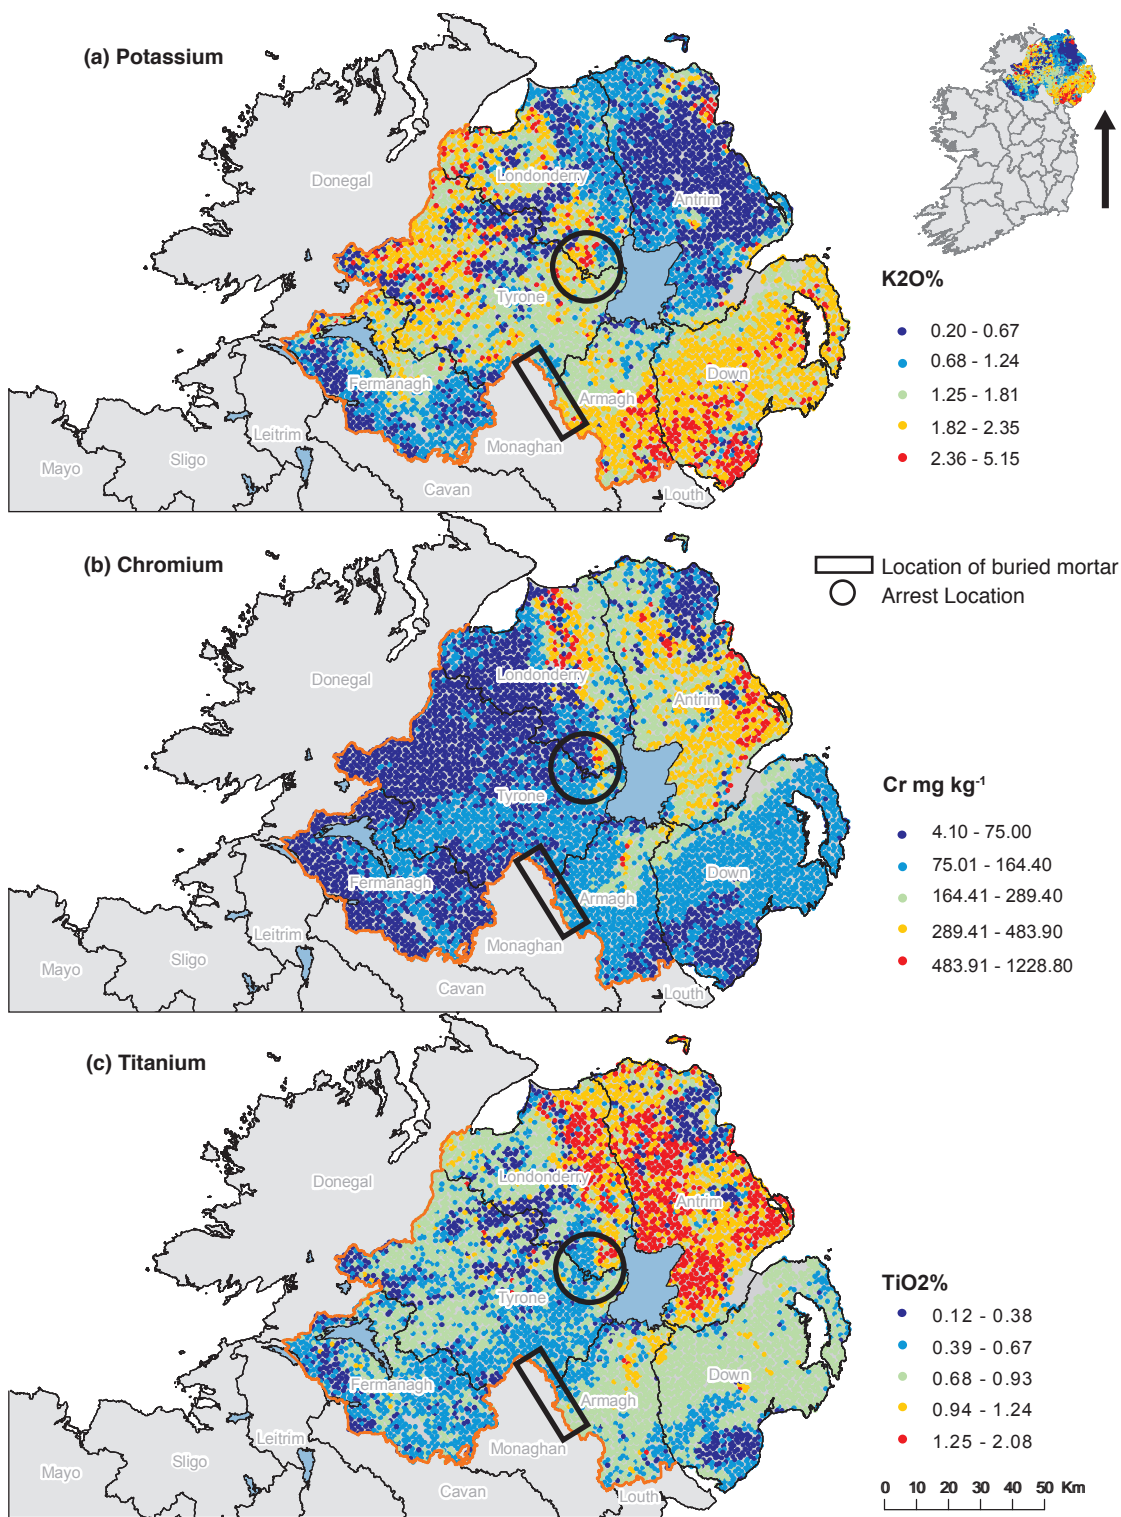 (a) Potassium
Donegal
Londonderry
Antrim
Tyrone
Fermanagh
Down
Armagh
Leitrim
Monaghan
Mayo
Sligo
Cavan
Louth
K2O%
0.20 - 0.67
0.68 - 1.24
1.25 - 1.81
1.82 - 2.35
2.36 - 5.15
(b) Chromium
Location of buried mortar
Arrest Location
Donegal
Londonderry
Antrim
Tyrone
Fermanagh
Down
Armagh
Leitrim
Monaghan
Mayo
Sligo
Cavan
Louth
Cr mg kg⁻¹
4.10 - 75.00
75.01 - 164.40
164.41 - 289.40
289.41 - 483.90
483.91 - 1228.80
(c) Titanium
Donegal
Londonderry
Antrim
Tyrone
Fermanagh
Down
Armagh
Leitrim
Monaghan
Mayo
Sligo
Cavan
Louth
TiO2%
0.12 - 0.38
0.39 - 0.67
0.68 - 0.93
0.94 - 1.24
1.25 - 2.08
0 10 20 30 40 50 Km